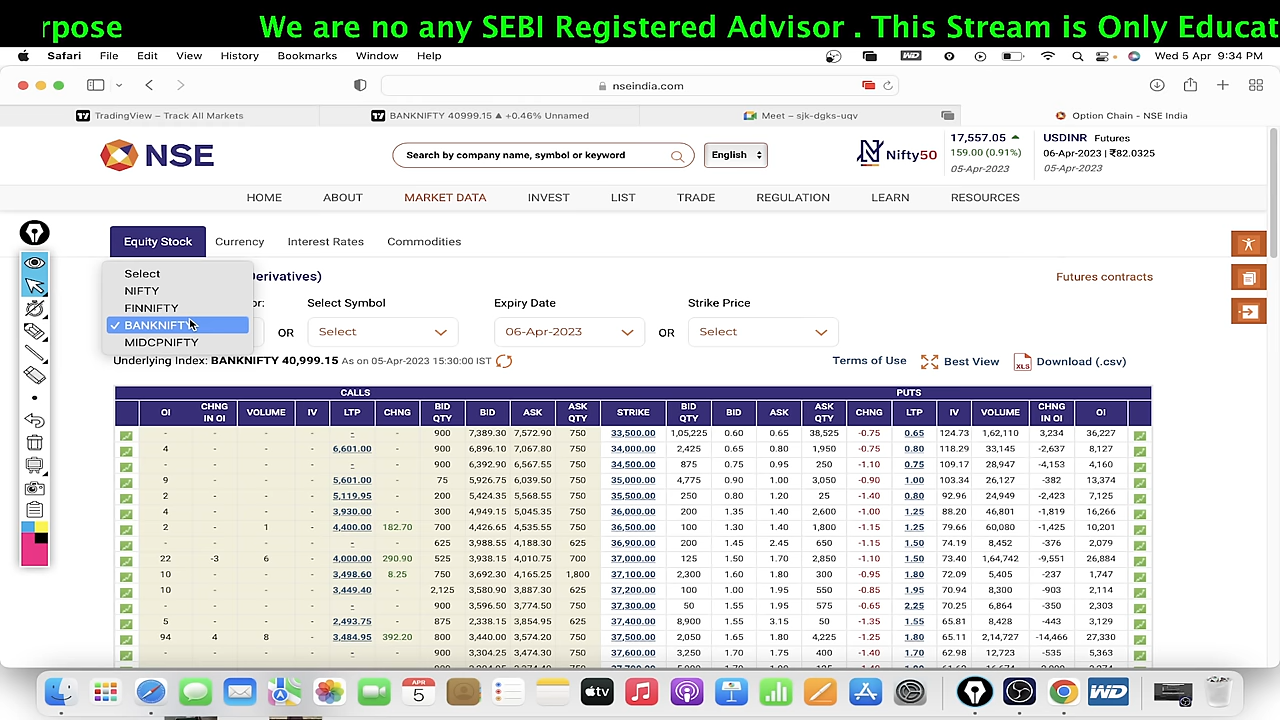 rpose We are no any SEBI Registered Advisor . This Stream is Only Educat
Safari File Edit View History Bookmarks Window Help WD Wed 5 Apr 9:34 PM
nseindia.com
TradingView – Track All Markets BANKNIFTY 40999.15 ▲ +0.46% Unnamed Meet – sjk-dgks-uqv Option Chain - NSE India
NSE Search by company name, symbol or keyword English Nifty50 17,557.05 USDINR Futures
159.00 (0.91%) 06-Apr-2023 | ₹82.0325
05-Apr-2023 05-Apr-2023
HOME ABOUT MARKET DATA INVEST LIST TRADE REGULATION LEARN RESOURCES
Equity Stock Currency Interest Rates Commodities
Select
NIFTY
FINNIFTY
✓ BANKNIFTY
MIDCPNIFTY
Derivatives) Futures contracts
or: Select Symbol Expiry Date Strike Price
OR Select 06-Apr-2023 OR Select
Underlying Index: BANKNIFTY 40,999.15 As on 05-Apr-2023 15:30:00 IST Terms of Use Best View XLS Download (.csv)
CALLS PUTS
OI CHNG IN OI VOLUME IV LTP CHNG BID QTY BID ASK ASK QTY STRIKE BID QTY BID ASK ASK QTY CHNG LTP IV VOLUME CHNG IN OI OI
- - - - - - 900 7,389.30 7,572.90 750 33,500.00 1,05,225 0.60 0.65 38,525 -0.75 0.65 124.73 1,62,110 3,234 36,227
4 - - - 6,601.00 - 900 6,896.10 7,067.80 750 34,000.00 2,425 0.65 0.80 1,950 -0.75 0.80 118.29 33,145 -2,637 8,127
- - - - - - 900 6,392.90 6,567.55 750 34,500.00 875 0.75 0.95 250 -1.10 0.75 109.17 28,947 -4,153 4,160
9 - - - 5,601.00 - 75 5,926.75 6,039.50 750 35,000.00 4,775 0.90 1.00 3,050 -0.90 1.00 103.34 26,127 -382 13,374
2 - - - 5,119.95 - 200 5,424.35 5,568.55 250 35,500.00 250 0.80 1.20 25 -1.40 0.80 92.96 24,949 -2,423 7,125
4 - - - 3,930.00 - 300 4,949.15 5,045.35 750 36,000.00 200 1.35 1.40 2,600 -1.00 1.25 88.20 46,801 -1,819 16,266
2 - 1 - 4,400.00 182.70 700 4,426.65 4,535.55 750 36,500.00 100 1.30 1.40 1,800 -1.15 1.25 79.66 60,080 -1,425 10,201
- - - - - - 25 3,988.55 4,188.30 625 36,900.00 200 1.45 2.45 650 -1.15 1.50 74.19 8,452 -376 2,079
22 -3 6 - 4,000.00 290.90 25 3,938.15 4,010.75 700 37,000.00 125 1.50 1.70 2,850 -1.10 1.50 73.40 1,64,742 -9,551 26,884
10 - - - 3,498.60 8.25 750 3,692.30 4,165.25 1,800 37,100.00 2,300 1.60 1.80 300 -0.95 1.80 72.09 5,405 -237 1,747
10 - - - 3,449.40 - 2,125 3,580.90 3,887.30 625 37,200.00 100 1.00 1.95 550 -0.85 1.95 70.94 8,300 -903 2,114
- - - - - - 900 3,596.50 3,774.50 625 37,300.00 50 1.55 1.95 575 -0.65 2.25 70.25 6,864 -350 2,303
5 - - - 2,493.75 - 875 2,338.15 3,854.95 625 37,400.00 8,900 1.55 3.15 50 -1.35 1.55 65.81 8,428 -443 3,129
94 4 8 - 3,484.95 392.20 800 3,440.00 3,574.25 625 37,500.00 2,050 1.65 1.80 4,225 -1.25 1.80 65.11 2,14,727 -14,466 27,330
- - - - - - 900 3,304.25 3,474.30 625 37,600.00 3,250 1.70 1.75 400 -1.40 1.70 62.98 12,723 -535 5,363
APR
5 tv WD